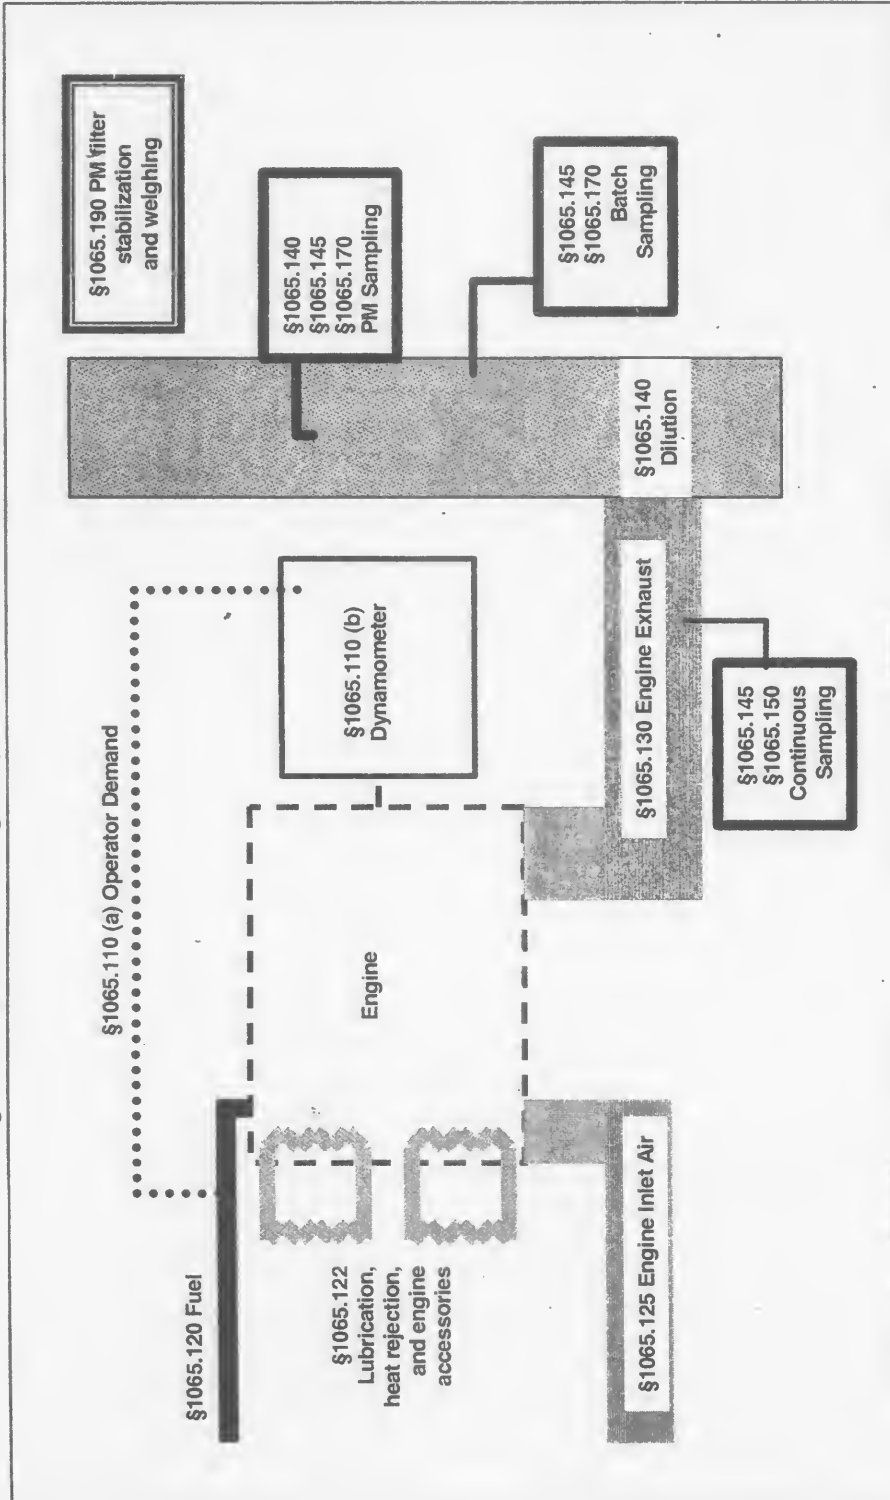 §1065.190 PM filter
stabilization
and weighing
§1065.110 (a) Operator Demand
§1065.140
§1065.145
§1065.170
PM Sampling
§1065.120 Fuel
§1065.110 (b)
Dynamometer
Engine
§1065.122
Lubrication,
heat rejection,
and engine
accessories
§1065.145
§1065.170
Batch
Sampling
§1065.140
Dilution
§1065.130 Engine Exhaust
§1065.125 Engine Inlet Air
§1065.145
§1065.150
Continuous
Sampling